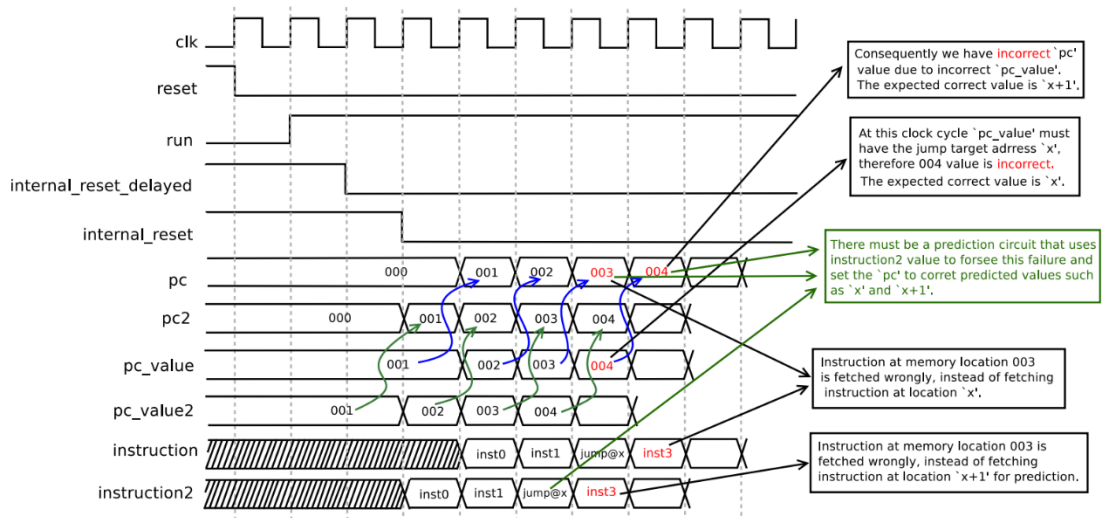 clk
reset
run
internal_reset_delayed
internal_reset
pc
000
001
002
003
004
pc2
000
001
002
003
004
pc_value
001
002
003
004
pc_value2
001
002
003
004
instruction
inst0
inst1
jump@x
inst3
instruction2
inst0
inst1
jump@x
inst3
Consequently we have incorrect `pc'
value due to incorrect `pc_value'.
The expected correct value is `x+1'.
At this clock cycle `pc_value' must
have the jump target adrress `x',
therefore 004 value is incorrect.
The expected correct value is `x'.
There must be a prediction circuit that uses
instruction2 value to forsee this failure and
set the `pc' to corret predicted values such
as `x' and `x+1'.
Instruction at memory location 003
is fetched wrongly, instead of fetching
instruction at location `x'.
Instruction at memory location 003 is
fetched wrongly, instead of fetching
instruction at location `x+1' for prediction.